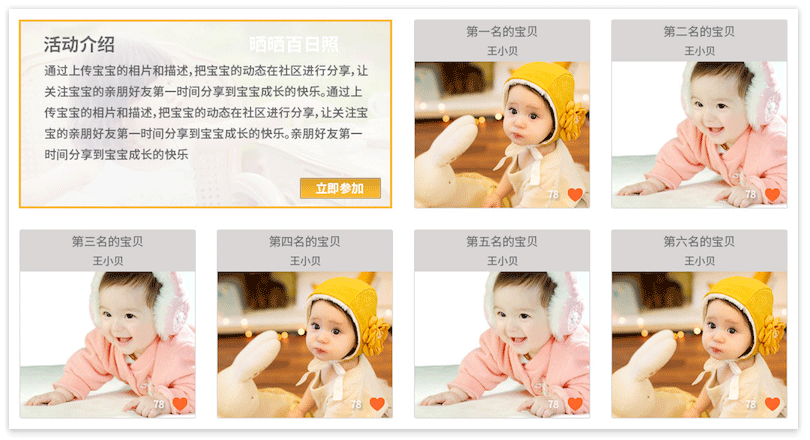 活动介绍
晒晒百日照
通过上传宝宝的相片和描述，把宝宝的动态在社区进行分享，让
关注宝宝的亲朋好友第一时间分享到宝宝成长的快乐。通过上
传宝宝的相片和描述，把宝宝的动态在社区进行分享，让关注宝
宝的亲朋好友第一时间分享到宝宝成长的快乐。亲朋好友第一
时间分享到宝宝成长的快乐
立即参加
第一名的宝贝
王小贝
78
第二名的宝贝
王小贝
78
第三名的宝贝
王小贝
78
第四名的宝贝
王小贝
78
第五名的宝贝
王小贝
78
第六名的宝贝
王小贝
78